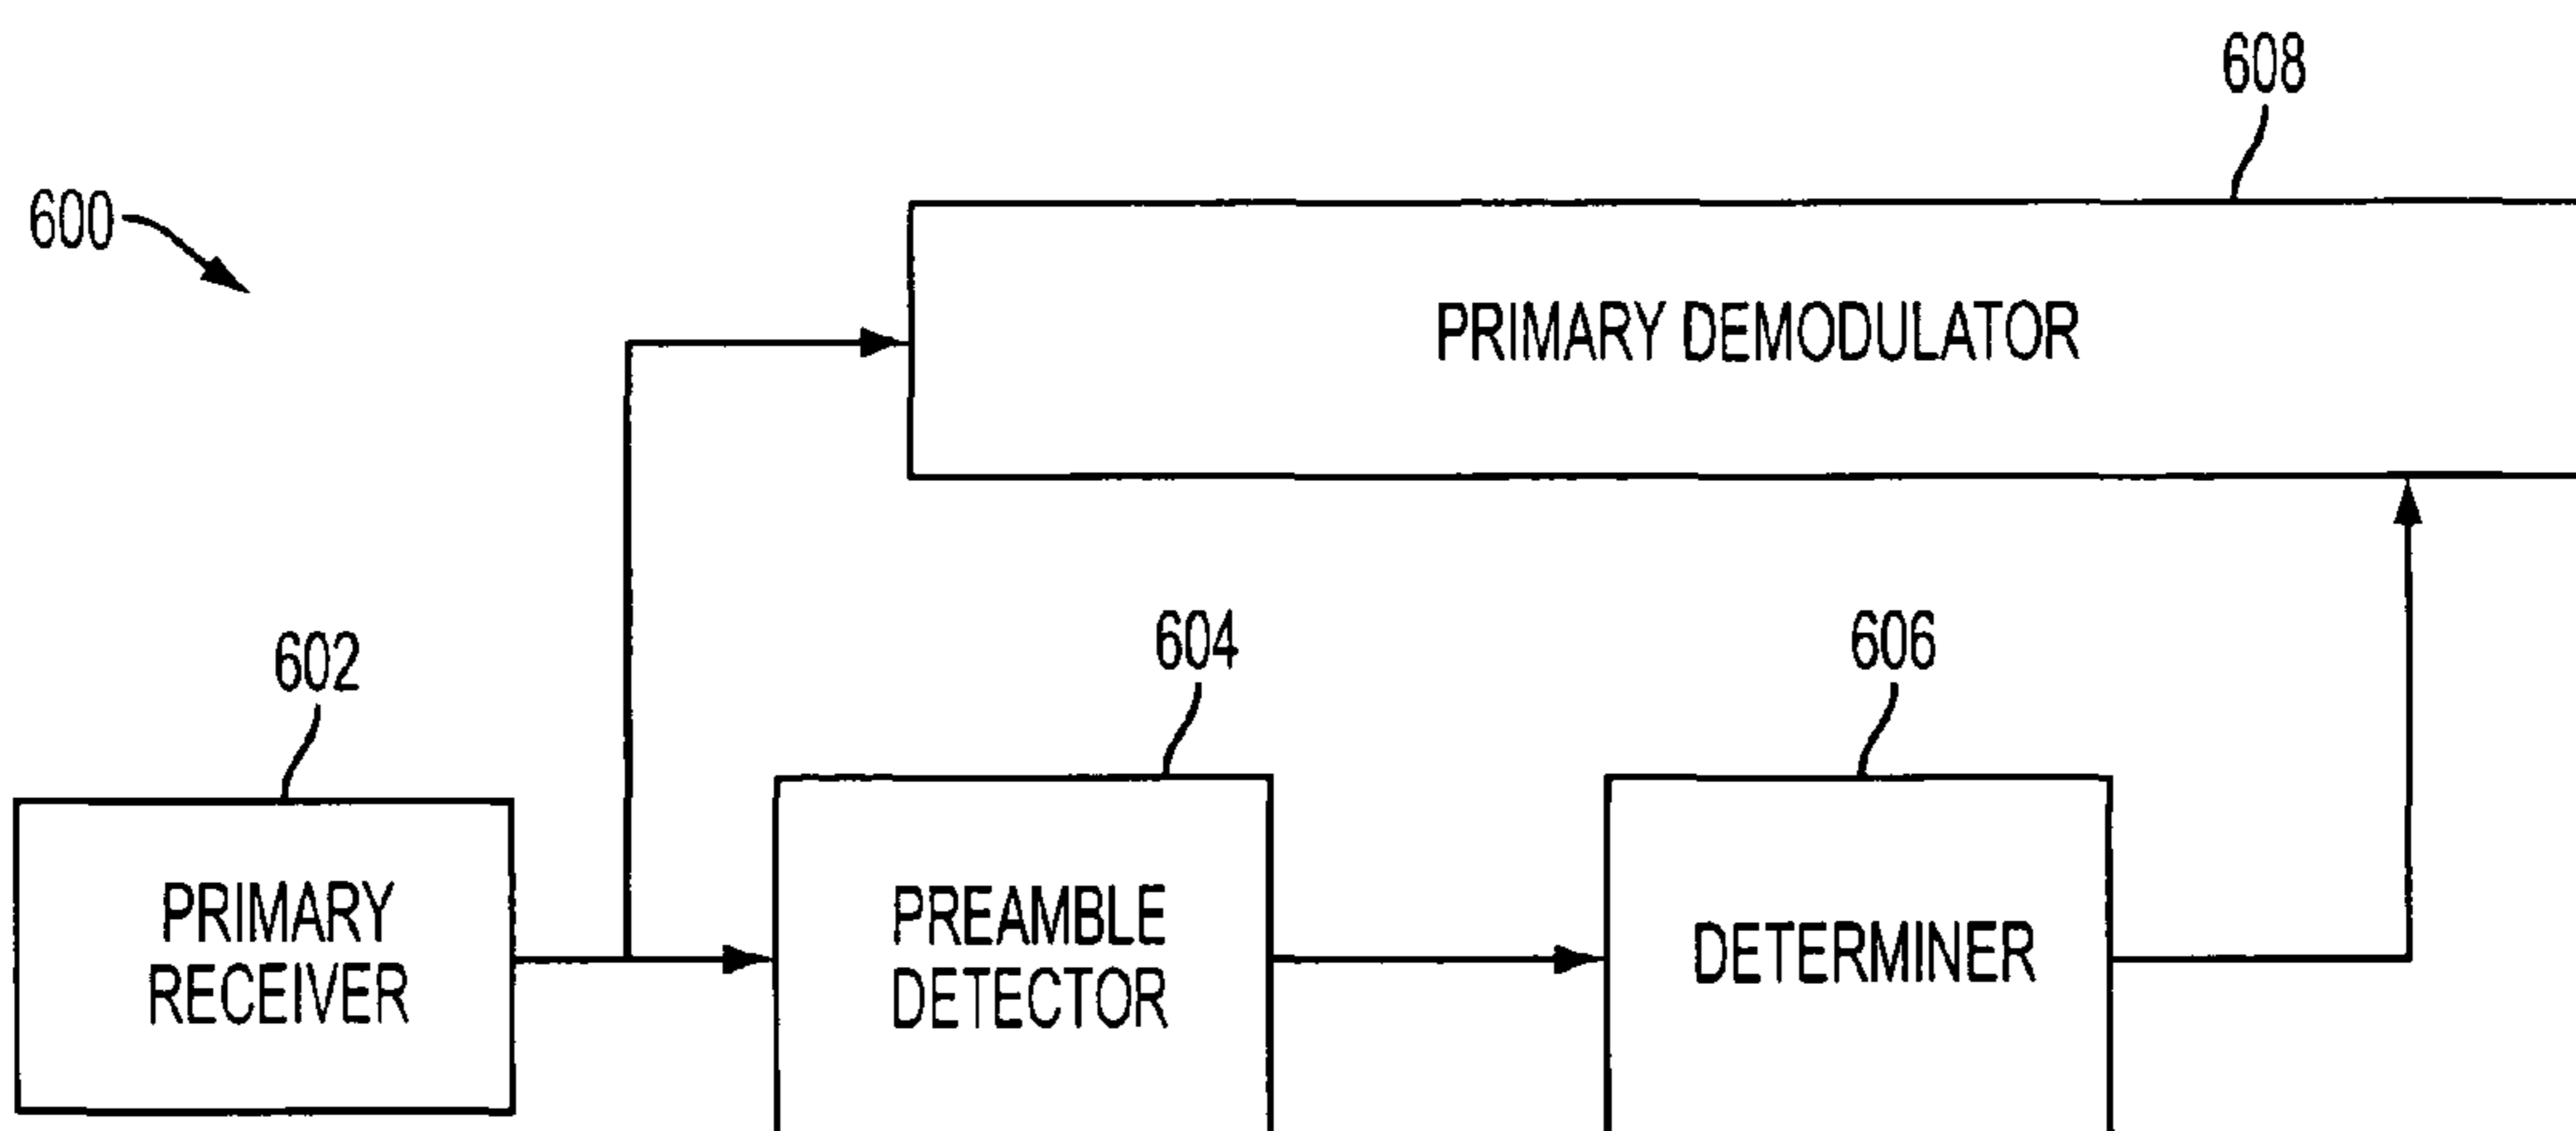 608
600
PRIMARY DEMODULATOR
602
604
606
PRIMARY
RECEIVER
PREAMBLE
DETECTOR
DETERMINER